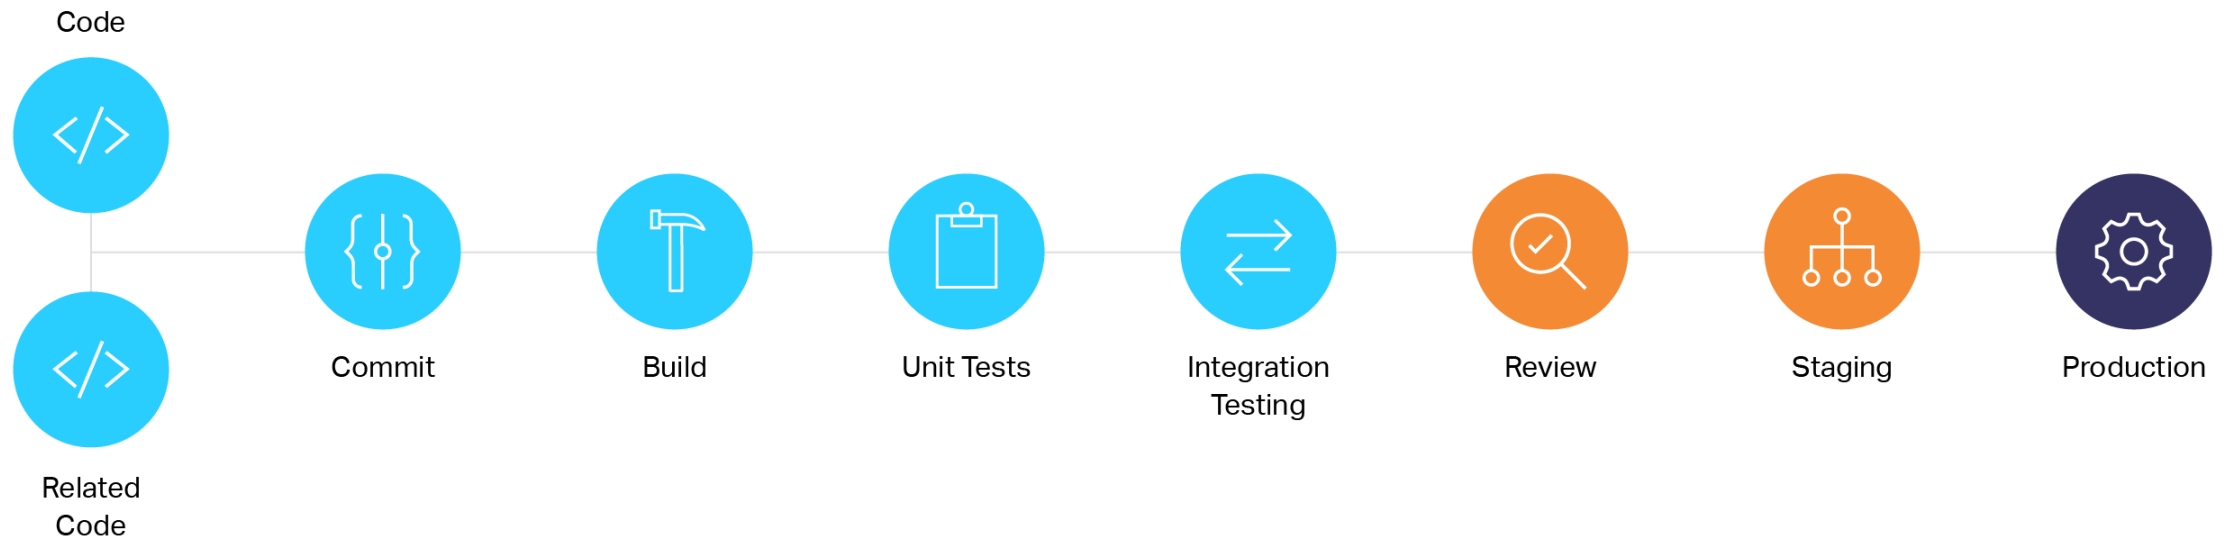 Code
Related
Code
Commit
Build
Unit Tests
Integration
Testing
Review
Staging
Production